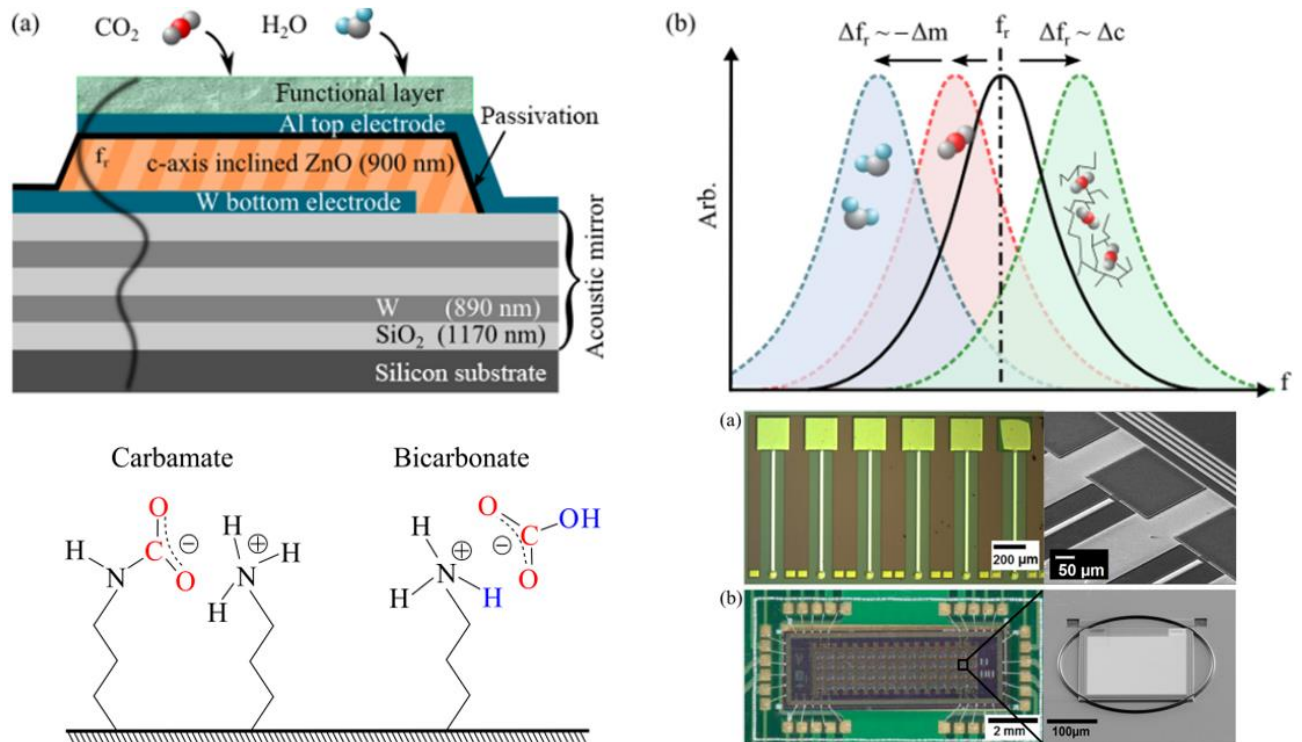 (a)
CO2
H2O
Functional layer
Al top electrode
Passivation
fr
c-axis inclined ZnO (900 nm)
W bottom electrode
W (890 nm)
SiO2 (1170 nm)
Silicon substrate
Acoustic mirror
(b)
Δfr ~ −Δm
fr
Δfr ~ Δc
Arb.
f
Carbamate
O
H
C
⊖
⊕
H
H
N
O
N
H
Bicarbonate
O
OH
C
⊖
H
⊕
N
O
H
H
(a)
200 μm
50 μm
(b)
2 mm
100μm